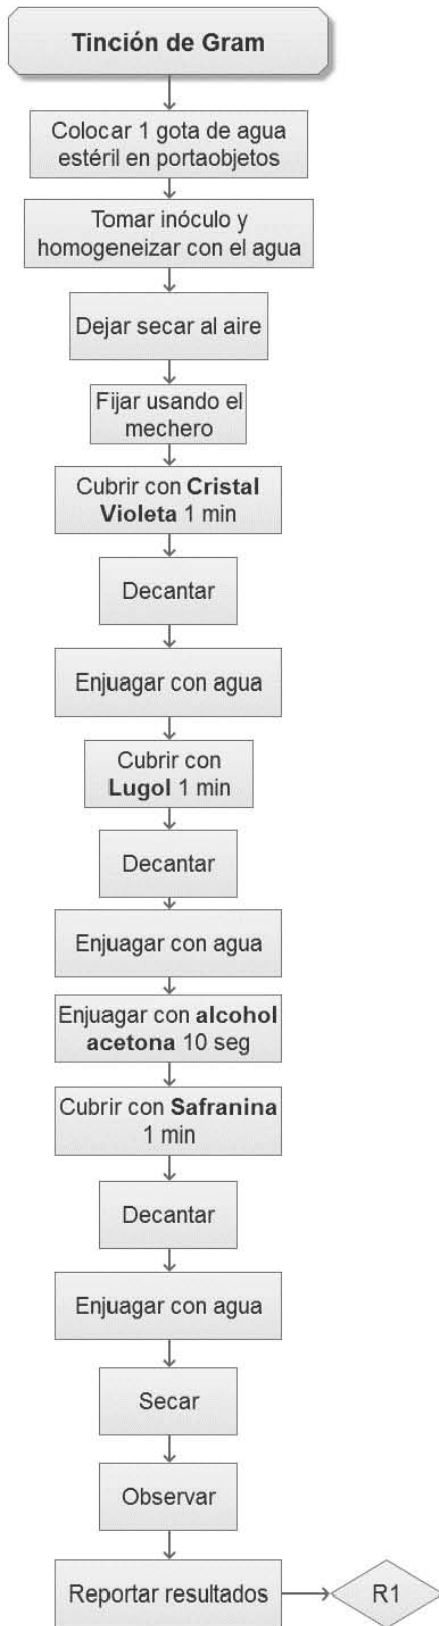 Tinción de Gram
Colocar 1 gota de agua
estéril en portaobjetos
Tomar inóculo y
homogeneizar con el agua
Dejar secar al aire
Fijar usando el
mechero
Cubrir con Cristal
Violeta 1 min
Decantar
Enjuagar con agua
Cubrir con
Lugol 1 min
Decantar
Enjuagar con agua
Enjuagar con alcohol
acetona 10 seg
Cubrir con Safranina
1 min
Decantar
Enjuagar con agua
Secar
Observar
Reportar resultados
R1